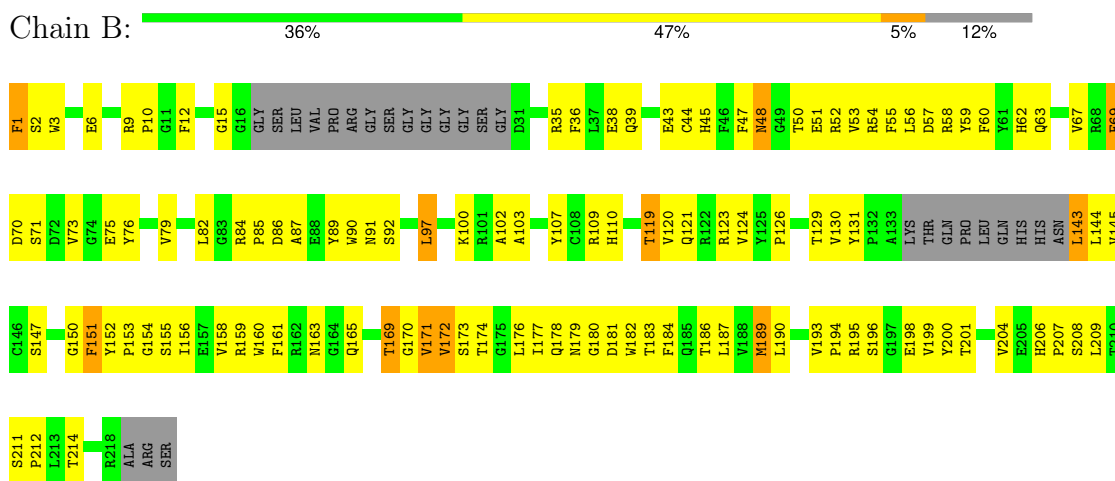 Chain B:
36% 47% 5% 12%
F1 S2 W3 E6 R9 P10 G11 F12 G15 G16 GLY SER LEU VAL PRO ARG GLY SER GLY GLY GLY GLY SER GLY D31 R35 F36 L37 E38 Q39 E43 C44 H45 F46 F47 N48 G49 T50 E51 R52 V53 R54 F55 L56 D57 R58 Y59 F60 Y61 H62 Q63 V67 R68 F69
D70 S71 D72 V73 G74 E75 Y76 V79 L82 G83 R84 P85 D86 A87 E88 Y89 W90 N91 S92 L97 K100 R101 A102 A103 Y107 C108 R109 H110 T119 V120 Q121 R122 R123 V124 Y125 P126 T129 V130 Y131 P132 A133 LYS THR GLN PRO LEU GLN HIS HIS ASN L143 L144 V145
C146 S147 G150 F151 Y152 P153 G154 S155 I156 E157 V158 R159 W160 F161 R162 N163 G164 Q165 T169 G170 V171 V172 S173 T174 G175 L176 I177 Q178 N179 G180 D181 W182 T183 F184 Q185 T186 L187 V188 M189 L190 V193 P194 R195 S196 G197 E198 V199 Y200 T201 V204 E205 H206 P207 S208 L209 T210
S211 P212 L213 T214 R218 ALA ARG SER